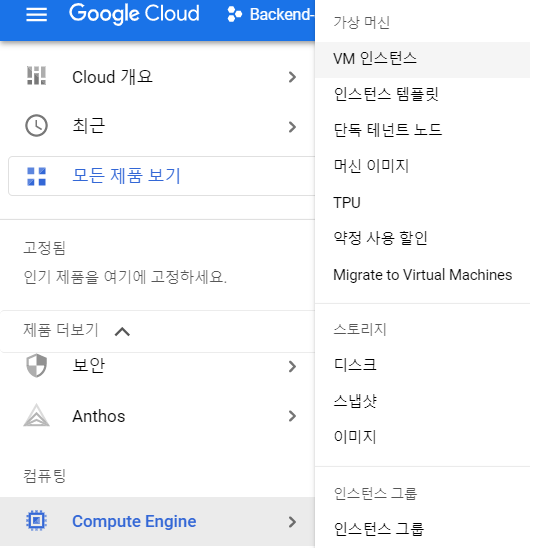 Google Cloud
Backend-
Cloud 개요
최근
모든 제품 보기
고정됨
인기 제품을 여기에 고정하세요.
제품 더보기
보안
Anthos
컴퓨팅
Compute Engine
가상 머신
VM 인스턴스
인스턴스 템플릿
단독 테넌트 노드
머신 이미지
TPU
약정 사용 할인
Migrate to Virtual Machines
스토리지
디스크
스냅샷
이미지
인스턴스 그룹
인스턴스 그룹